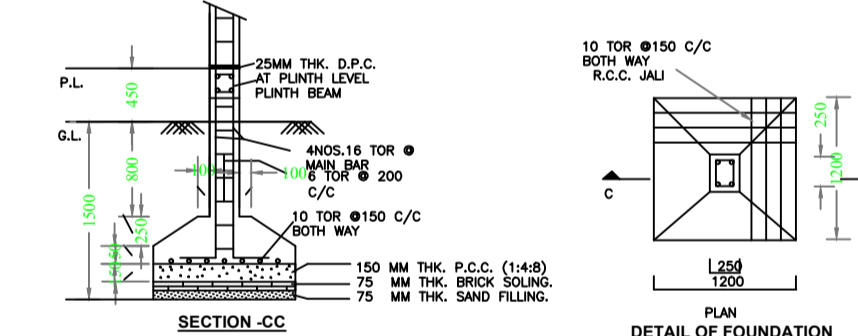 25MM THK. D.P.C.
AT PLINTH LEVEL
PLINTH BEAM
P.L.
450
G.L.
4NOS.16 TOR @
MAIN BAR
6 TOR @ 200
C/C
100
100
800
1500
250
10 TOR @150 C/C
BOTH WAY
150 MM THK. P.C.C. (1:4:8)
75 MM THK. BRICK SOLING.
75 MM THK. SAND FILLING.
SECTION -CC
10 TOR @150 C/C
BOTH WAY
R.C.C. JALI
250
1200
C
250
1200
PLAN
DETAIL OF FOUNDATION